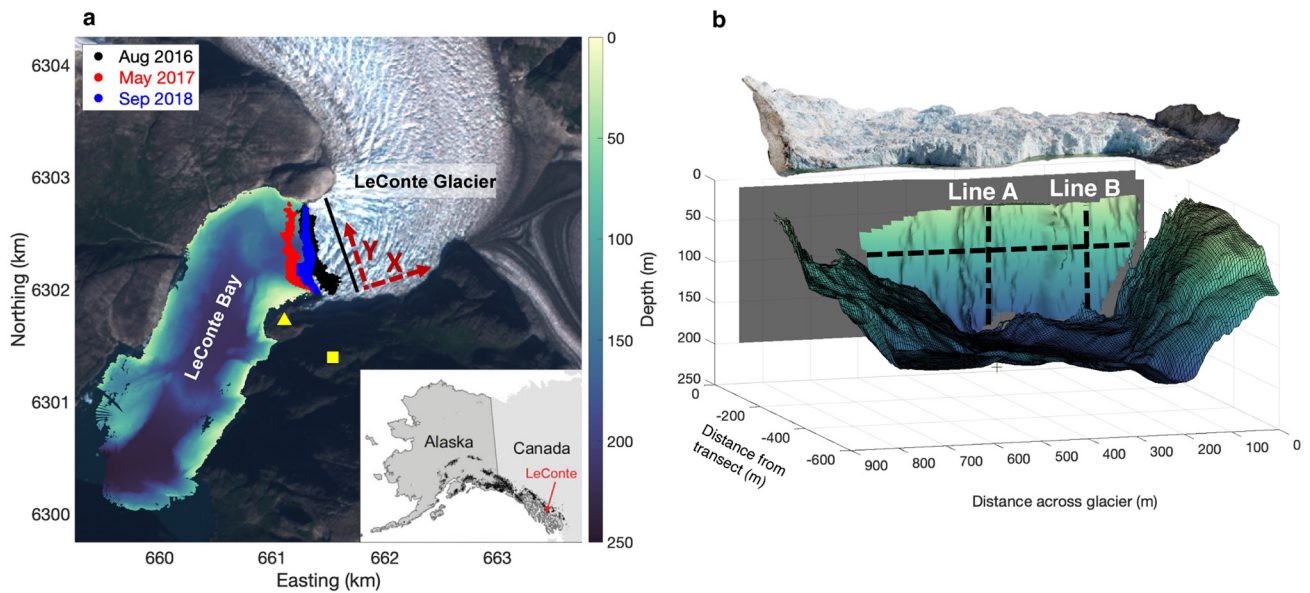 a
Aug 2016
May 2017
Sep 2018
6304
6303
6302
6301
6300
Northing (km)
LeConte Glacier
Y
X
LeConte Bay
Alaska
Canada
LeConte
660
661
662
663
Easting (km)
0
50
100
150
200
250
Depth (m)
b
0
50
100
150
200
250
Line A
Line B
0
-200
-400
-600
Distance from
transect (m)
900
800
700
600
500
400
300
200
100
0
Distance across glacier (m)